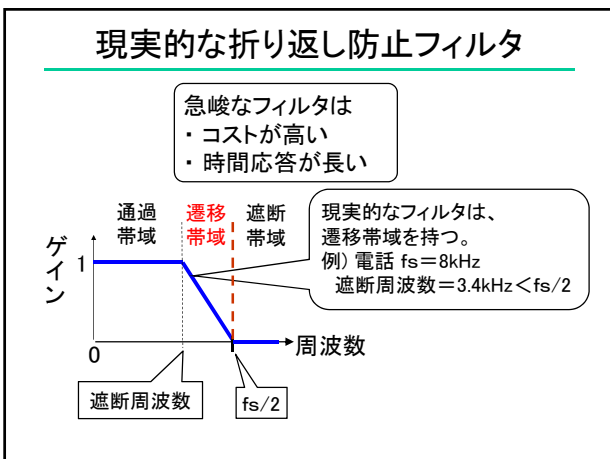 現実的な折り返し防止フィルタ
急峻なフィルタは
・コストが高い
・時間応答が長い
通過
帯域
遷移
帯域
遮断
帯域
現実的なフィルタは、
遷移帯域を持つ。
例) 電話 fs=8kHz
遮断周波数=3.4kHz<fs/2
ゲイン
1
0
周波数
遮断周波数
fs/2